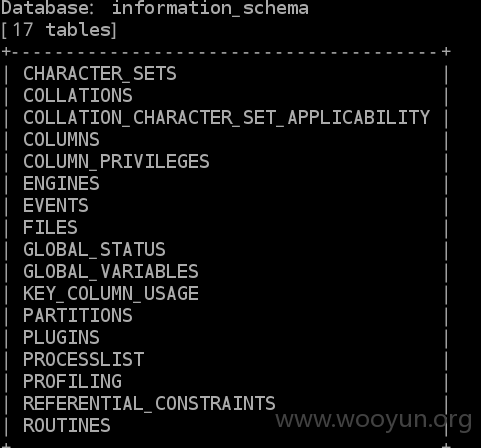 Database: information_schema
[17 tables]
+---------------------------------------+
| CHARACTER_SETS |
| COLLATIONS |
| COLLATION_CHARACTER_SET_APPLICABILITY |
| COLUMNS |
| COLUMN_PRIVILEGES |
| ENGINES |
| EVENTS |
| FILES |
| GLOBAL_STATUS |
| GLOBAL_VARIABLES |
| KEY_COLUMN_USAGE |
| PARTITIONS |
| PLUGINS |
| PROCESSLIST |
| PROFILING |
| REFERENTIAL_CONSTRAINTS |
| ROUTINES |
www.wooyun.org